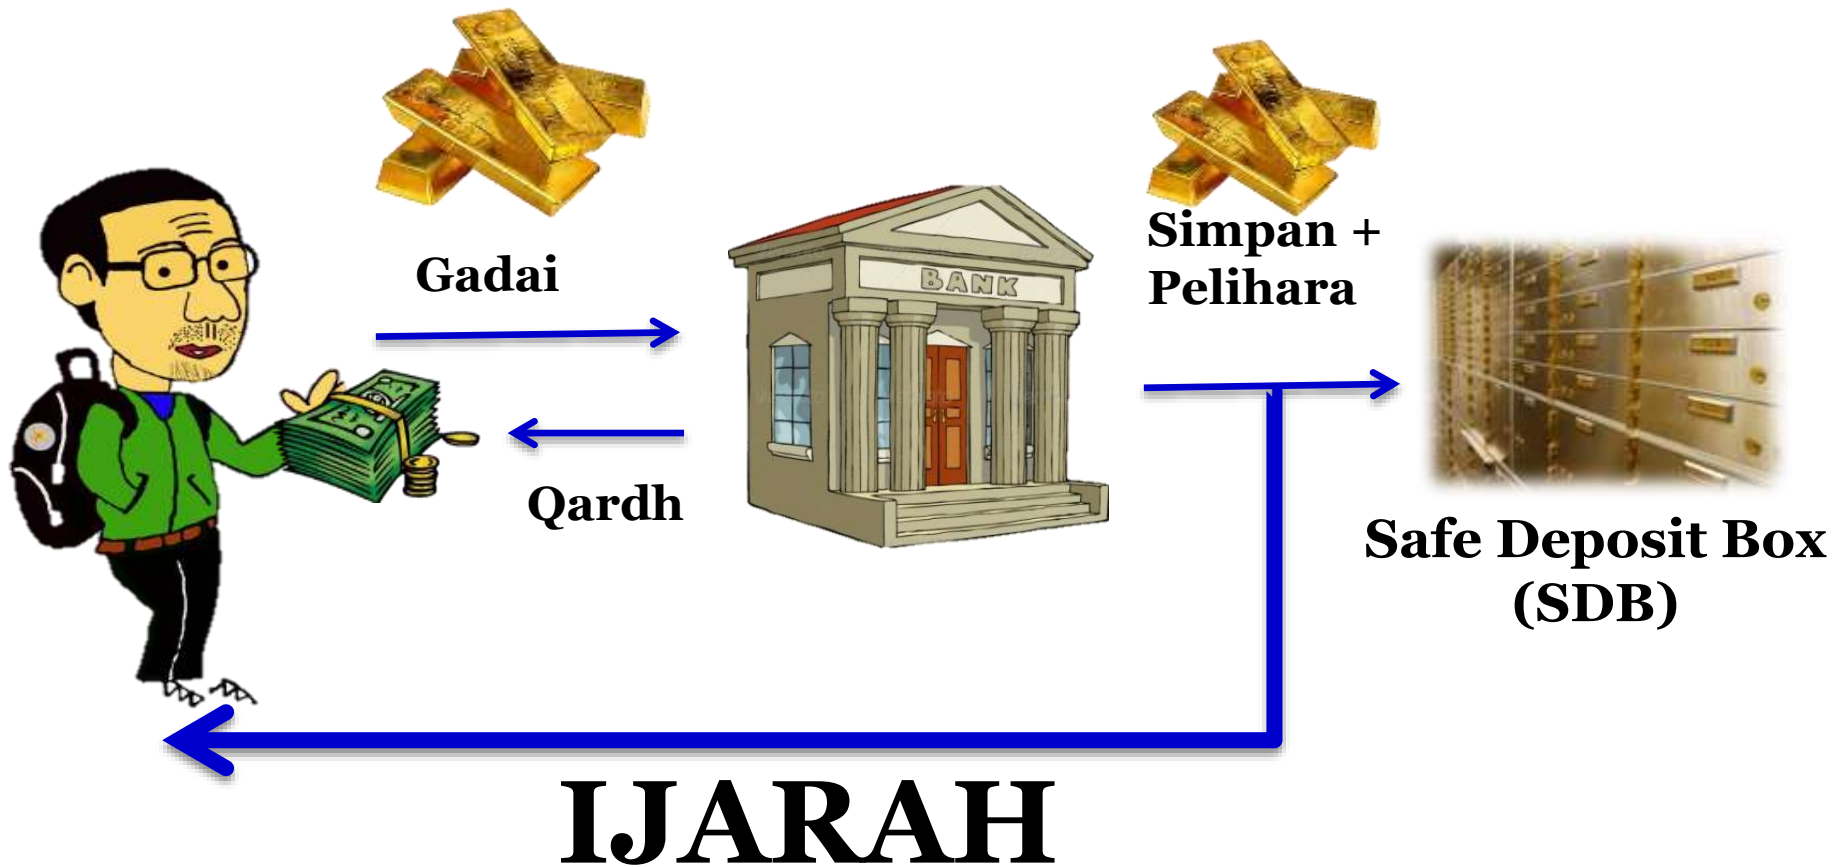 Gadai
BANK
Simpan +
Pelihara
Qardh
Safe Deposit Box
(SDB)
IJARAH